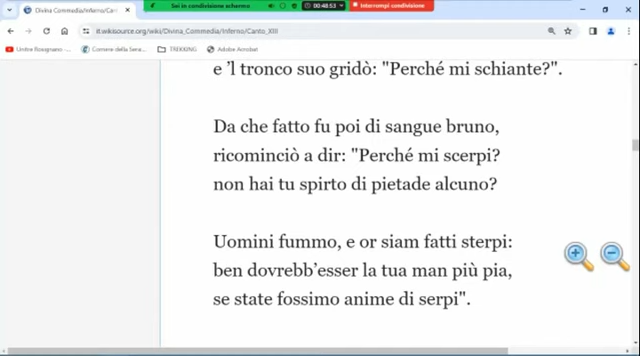 Divina Commedia/Inferno/Can
Sei in condivisione schermo
00:48:53
Interrompi condivisione
it.wikisource.org/wiki/Divina_Commedia/Inferno/Canto_XIII
Unitre Rosignano -...
Corriere della Sera...
TREKKING
Adobe Acrobat
e ’l tronco suo gridò: "Perché mi schiante?".
Da che fatto fu poi di sangue bruno,
ricominciò a dir: "Perché mi scerpi?
non hai tu spirto di pietade alcuno?
Uomini fummo, e or siam fatti sterpi:
ben dovrebb’esser la tua man più pia,
se state fossimo anime di serpi".